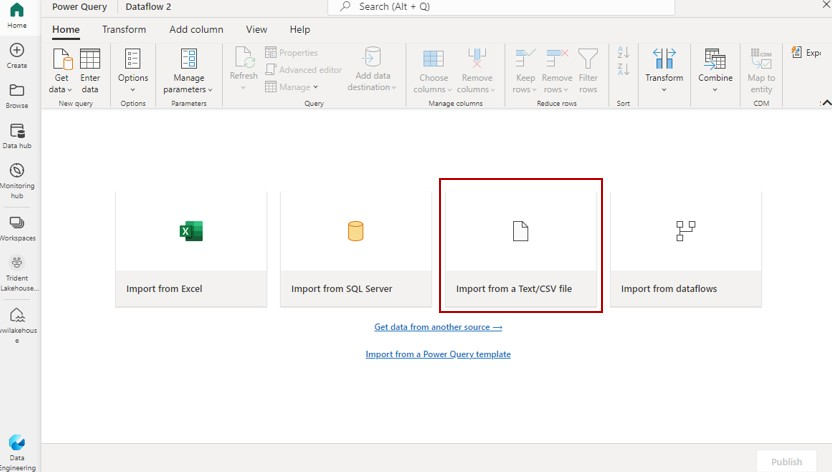 Power Query
Dataflow 2
Search (Alt + Q)
Home
Transform
Add column
View
Help
Get data
Enter data
New query
Options
Options
Manage parameters
Parameters
Refresh
Properties
Advanced editor
Manage
Add data destination
Query
Choose columns
Remove columns
Manage columns
Keep rows
Remove rows
Filter rows
Reduce rows
Sort
Transform
Combine
Map to entity
CDM
Home
Create
Browse
Data hub
Monitoring
hub
Workspaces
Trident
Lakehouse...
wwilakehous
e
Data
Engineering
Import from Excel
Import from SQL Server
Import from a Text/CSV file
Import from dataflows
Get data from another source →
Import from a Power Query template
Publish